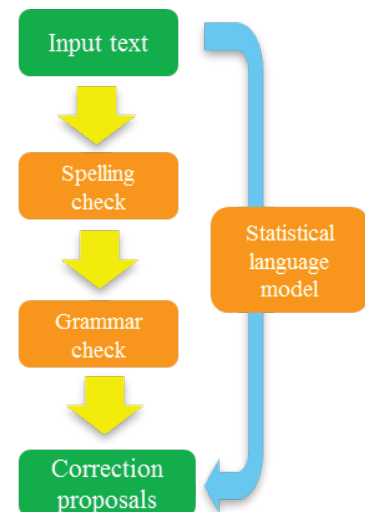 Input text
Spelling
check
Statistical
language
model
Grammar
check
Correction
proposals